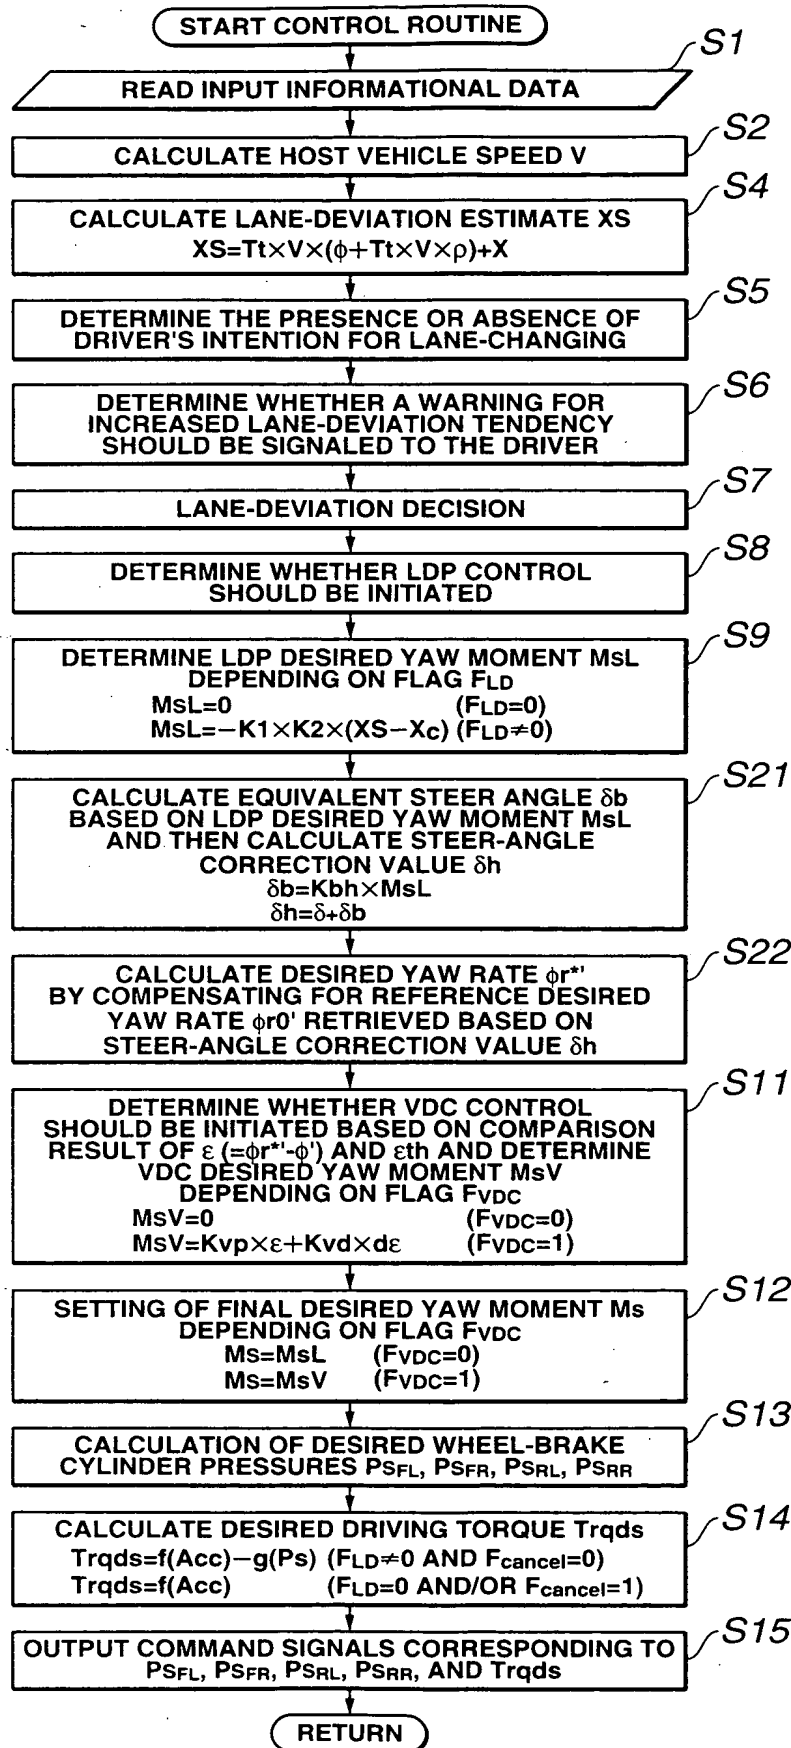 START CONTROL ROUTINE
S1
READ INPUT INFORMATIONAL DATA
S2
CALCULATE HOST VEHICLE SPEED V
S4
CALCULATE LANE-DEVIATION ESTIMATE XS
XS=Tt×V×(ϕ+Tt×V×ρ)+X
S5
DETERMINE THE PRESENCE OR ABSENCE OF
DRIVER'S INTENTION FOR LANE-CHANGING
S6
DETERMINE WHETHER A WARNING FOR
INCREASED LANE-DEVIATION TENDENCY
SHOULD BE SIGNALED TO THE DRIVER
S7
LANE-DEVIATION DECISION
S8
DETERMINE WHETHER LDP CONTROL
SHOULD BE INITIATED
S9
DETERMINE LDP DESIRED YAW MOMENT MSL
DEPENDING ON FLAG FLD
MSL=0 (FLD=0)
MSL=−K1×K2×(XS−XC) (FLD≠0)
S21
CALCULATE EQUIVALENT STEER ANGLE δb
BASED ON LDP DESIRED YAW MOMENT MSL
AND THEN CALCULATE STEER-ANGLE
CORRECTION VALUE δh
δb=Kbh×MSL
δh=δ+δb
S22
CALCULATE DESIRED YAW RATE ϕr*'
BY COMPENSATING FOR REFERENCE DESIRED
YAW RATE ϕr0' RETRIEVED BASED ON
STEER-ANGLE CORRECTION VALUE δh
S11
DETERMINE WHETHER VDC CONTROL
SHOULD BE INITIATED BASED ON COMPARISON
RESULT OF ε (=ϕr*'-ϕ') AND εth AND DETERMINE
VDC DESIRED YAW MOMENT MSV
DEPENDING ON FLAG FVDC
MSV=0 (FVDC=0)
MSV=Kvp×ε+Kvd×dε (FVDC=1)
S12
SETTING OF FINAL DESIRED YAW MOMENT MS
DEPENDING ON FLAG FVDC
MS=MSL (FVDC=0)
MS=MSV (FVDC=1)
S13
CALCULATION OF DESIRED WHEEL-BRAKE
CYLINDER PRESSURES PSFL, PSFR, PSRL, PSRR
S14
CALCULATE DESIRED DRIVING TORQUE Trqds
Trqds=f(Acc)−g(Ps) (FLD≠0 AND Fcancel=0)
Trqds=f(Acc) (FLD=0 AND/OR Fcancel=1)
S15
OUTPUT COMMAND SIGNALS CORRESPONDING TO
PSFL, PSFR, PSRL, PSRR, AND Trqds
RETURN